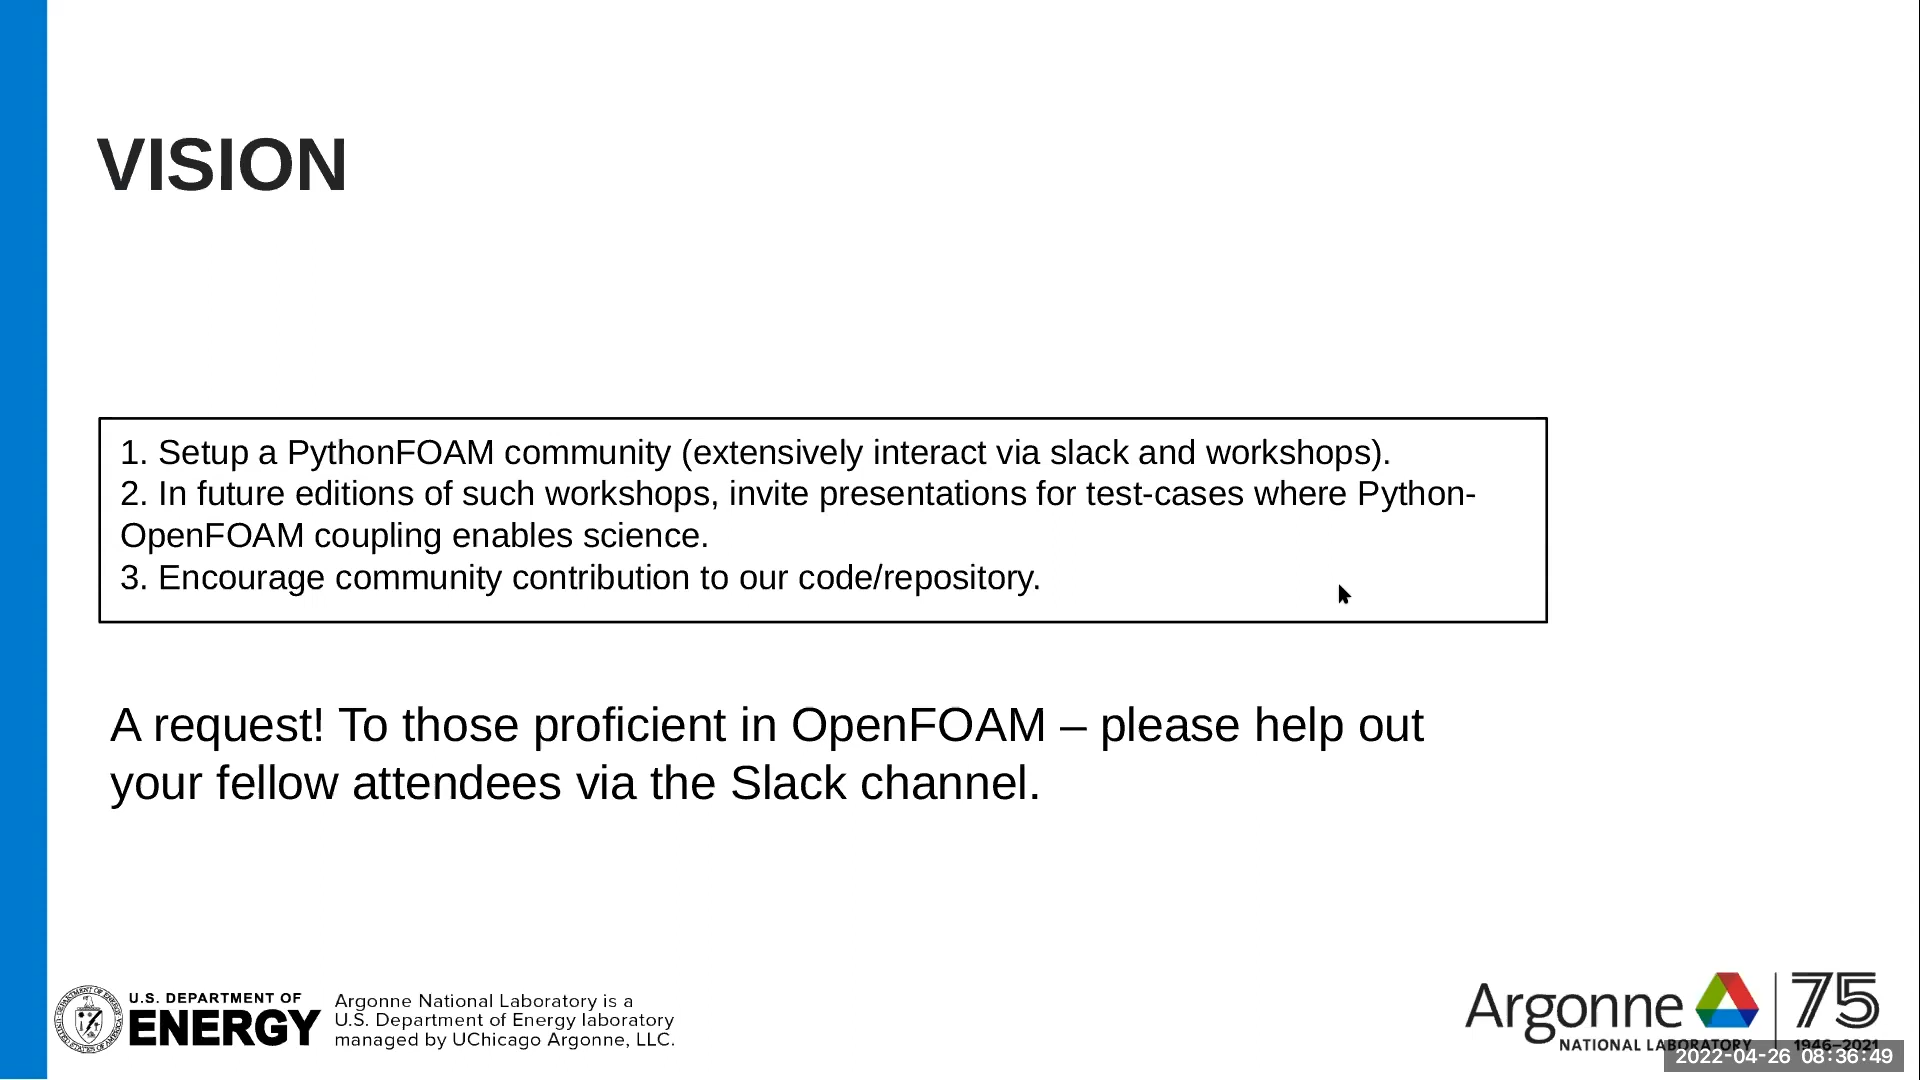 VISION
1. Setup a PythonFOAM community (extensively interact via slack and workshops).
2. In future editions of such workshops, invite presentations for test-cases where Python-
OpenFOAM coupling enables science.
3. Encourage community contribution to our code/repository.
A request! To those proficient in OpenFOAM – please help out
your fellow attendees via the Slack channel.
U.S. DEPARTMENT OF
ENERGY
Argonne National Laboratory is a
U.S. Department of Energy laboratory
managed by UChicago Argonne, LLC.
Argonne
NATIONAL LABORATORY
75
1946–2021
2022-04-26 08:36:49